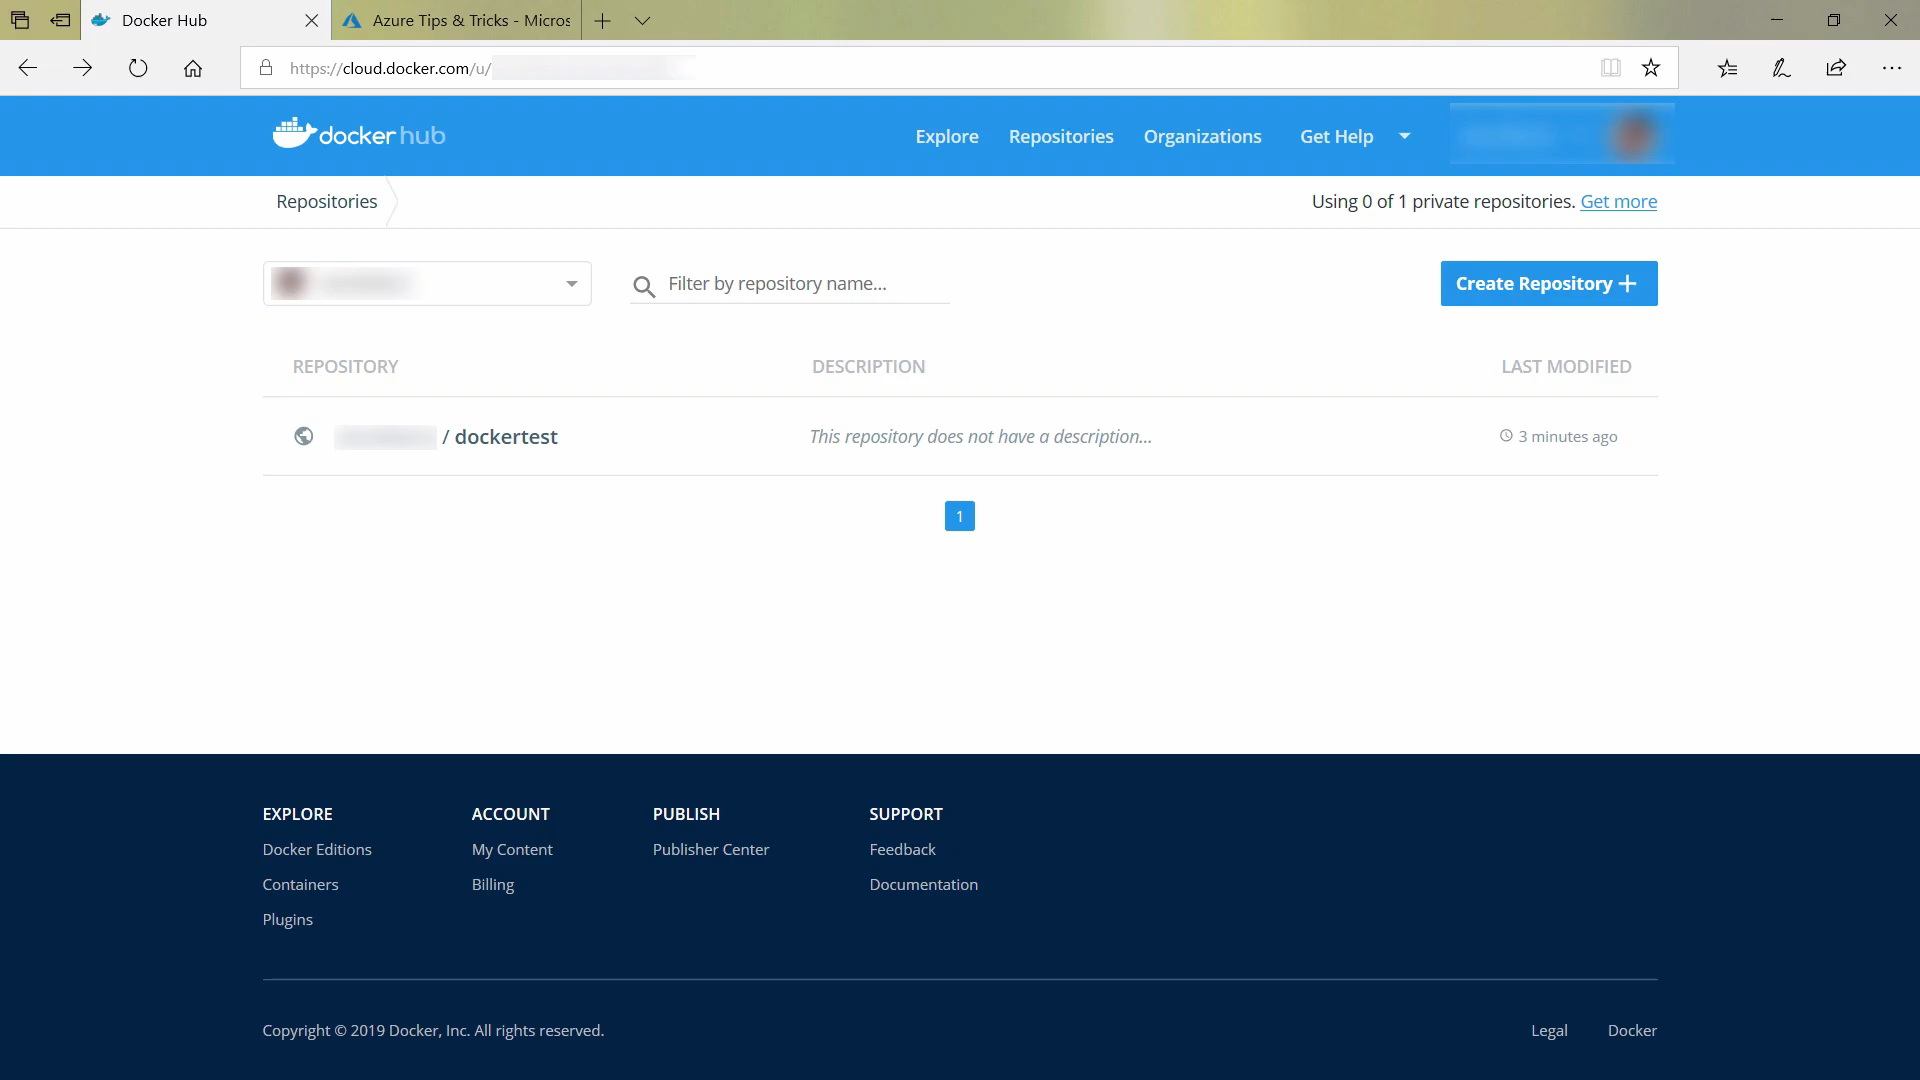 Docker Hub
Azure Tips & Tricks - Micros
https://cloud.docker.com/u/
docker hub
Explore Repositories Organizations Get Help
Repositories
Using 0 of 1 private repositories. Get more
Filter by repository name...
Create Repository +
REPOSITORY DESCRIPTION LAST MODIFIED
/ dockertest This repository does not have a description... 3 minutes ago
1
EXPLORE
Docker Editions
Containers
Plugins
ACCOUNT
My Content
Billing
PUBLISH
Publisher Center
SUPPORT
Feedback
Documentation
Copyright © 2019 Docker, Inc. All rights reserved.
Legal Docker